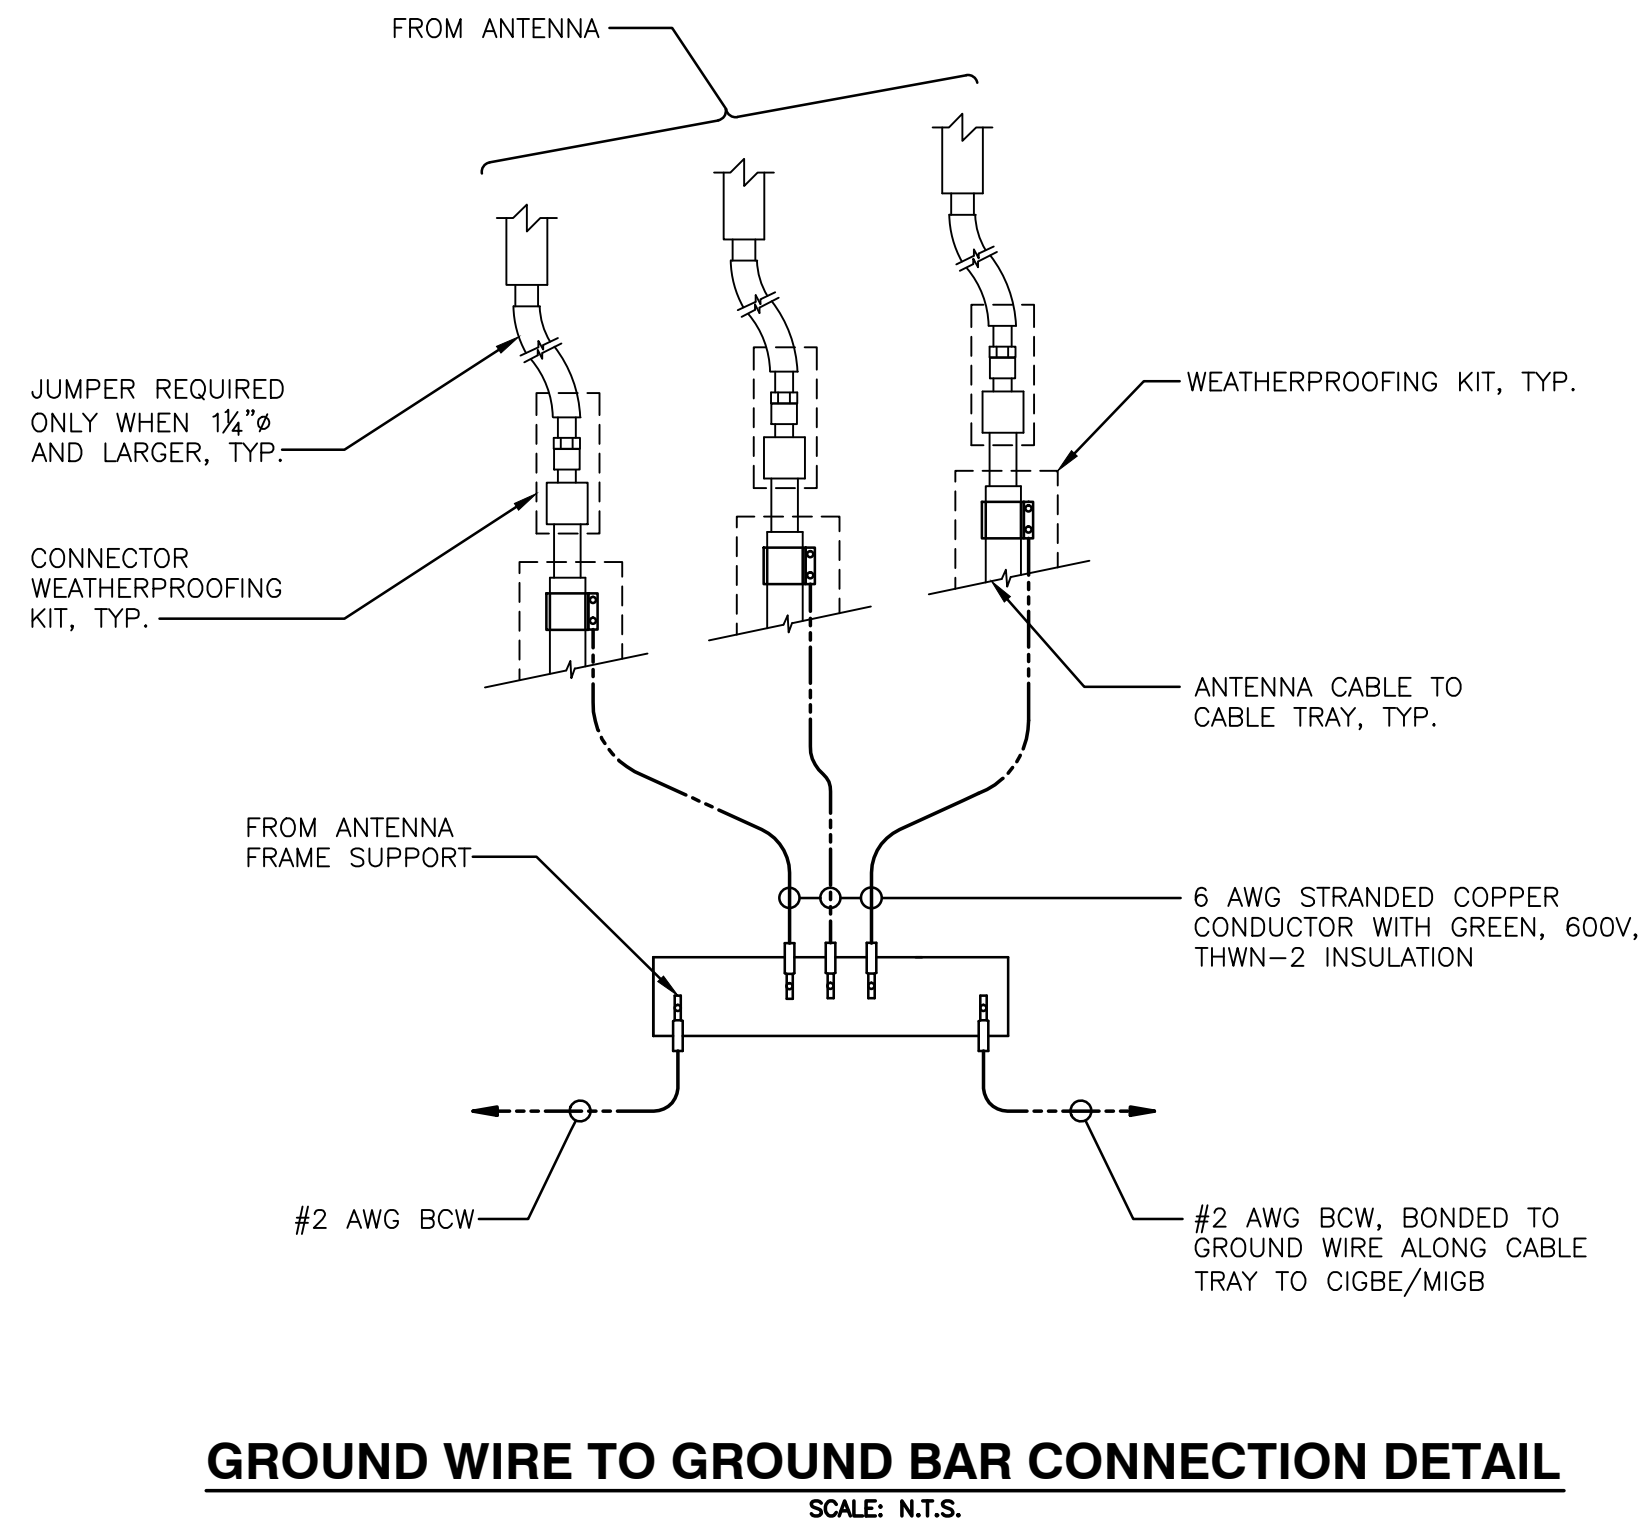 FROM ANTENNA
JUMPER REQUIRED
ONLY WHEN 1¼"ø
AND LARGER, TYP.
WEATHERPROOFING KIT, TYP.
CONNECTOR
WEATHERPROOFING
KIT, TYP.
ANTENNA CABLE TO
CABLE TRAY, TYP.
FROM ANTENNA
FRAME SUPPORT
6 AWG STRANDED COPPER
CONDUCTOR WITH GREEN, 600V,
THWN-2 INSULATION
#2 AWG BCW
#2 AWG BCW, BONDED TO
GROUND WIRE ALONG CABLE
TRAY TO CIGBE/MIGB
GROUND WIRE TO GROUND BAR CONNECTION DETAIL
SCALE: N.T.S.